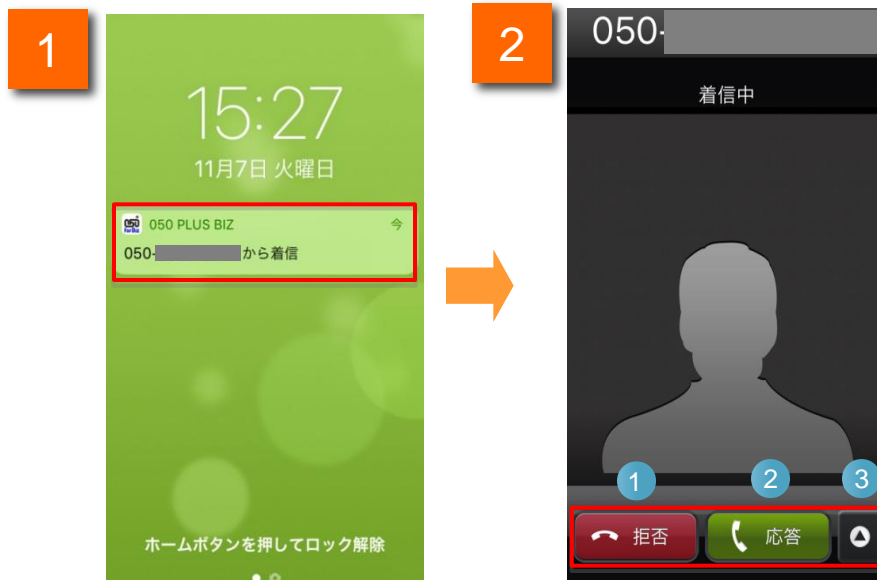 1
15:27
11月7日 火曜日
050 PLUS BIZ
今
050-
から着信
ホームボタンを押してロック解除
2
050-
着信中
1
2
3
拒否
応答